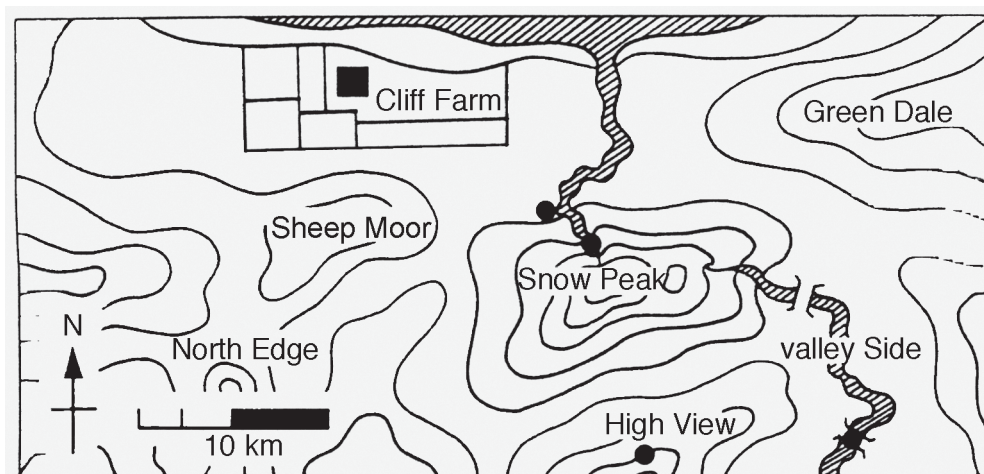 Cliff Farm
Green Dale
Sheep Moor
Snow Peak
N
North Edge
valley Side
High View
10 km